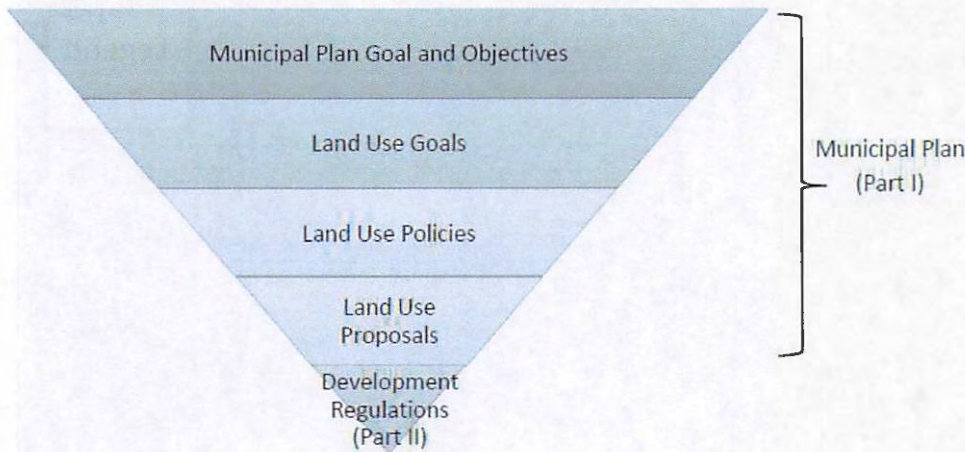 Municipal Plan Goal and Objectives
Land Use Goals
Land Use Policies
Land Use
Proposals
Development
Regulations
(Part II)
Municipal Plan
(Part I)